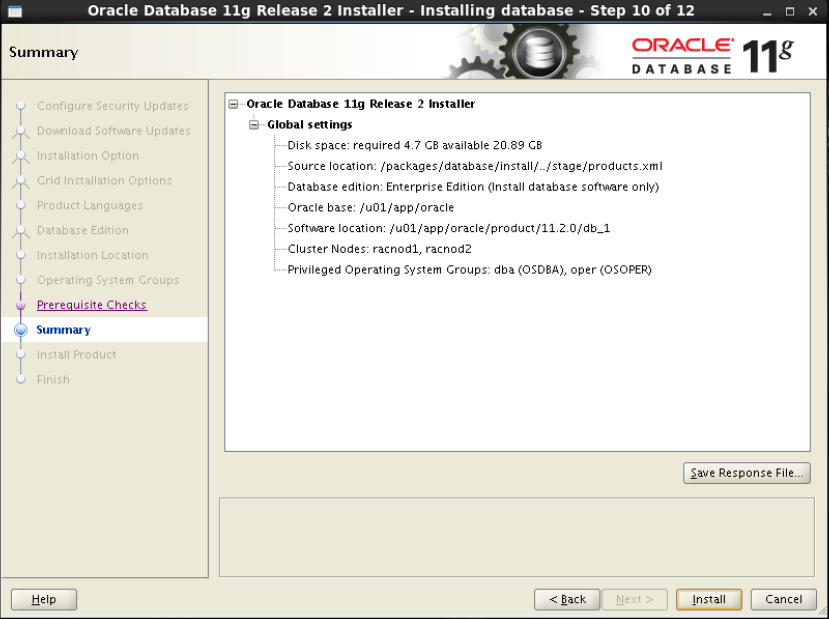 Oracle Database 11g Release 2 Installer - Installing database - Step 10 of 12
Summary
ORACLE
DATABASE
11g
Configure Security Updates
Download Software Updates
Installation Option
Grid Installation Options
Product Languages
Database Edition
Installation Location
Operating System Groups
Prerequisite Checks
Summary
Install Product
Finish
Oracle Database 11g Release 2 Installer
Global settings
Disk space: required 4.7 GB available 20.89 GB
Source location: /packages/database/install/../stage/products.xml
Database edition: Enterprise Edition (Install database software only)
Oracle base: /u01/app/oracle
Software location: /u01/app/oracle/product/11.2.0/db_1
Cluster Nodes: racnod1, racnod2
Privileged Operating System Groups: dba (OSDBA), oper (OSOPER)
Save Response File...
Help
< Back
Next >
Install
Cancel